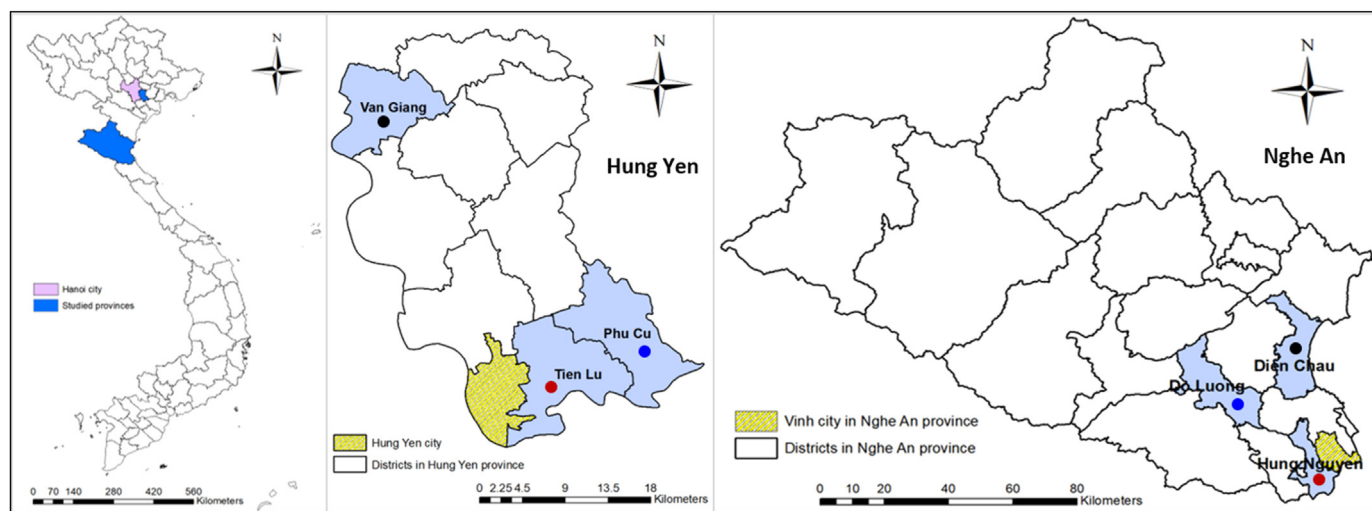 N
Hanoi city
Studied provinces
0 70 140 280 420 560
Kilometers
N
Van Giang
Hung Yen
Phu Cu
Tien Lu
Hung Yen city
Districts in Hung Yen province
0 2.25 4.5 9 13.5 18
Kilometers
N
Nghe An
Dien Chau
Do Luong
Vinh city in Nghe An province
Districts in Nghe An province
Hung Nguyen
0 10 20 40 60 80
Kilometers